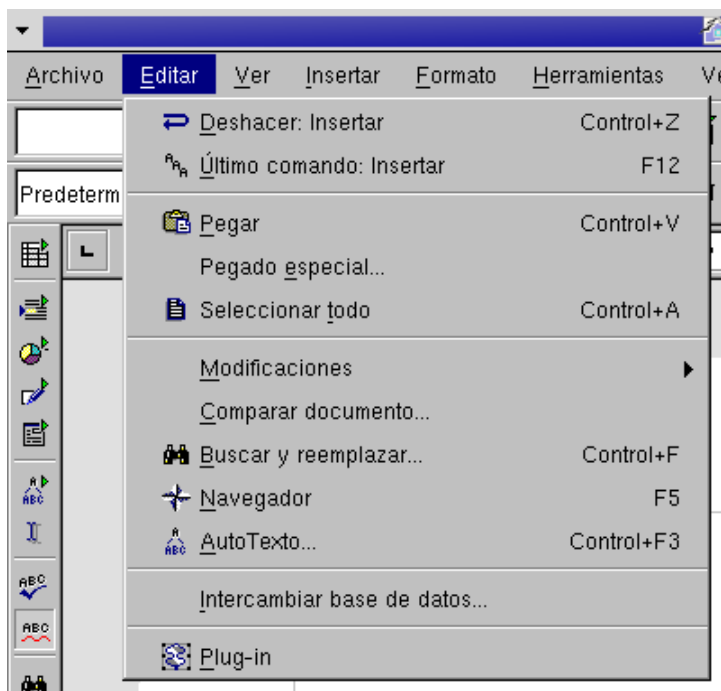 Archivo Editar Ver Insertar Formato Herramientas
Deshacer: Insertar Control+Z
Último comando: Insertar F12
Predeterm
Pegar Control+V
Pegado especial...
Seleccionar todo Control+A
Modificaciones
Comparar documento...
Buscar y reemplazar... Control+F
Navegador F5
AutoTexto... Control+F3
Intercambiar base de datos...
Plug-in